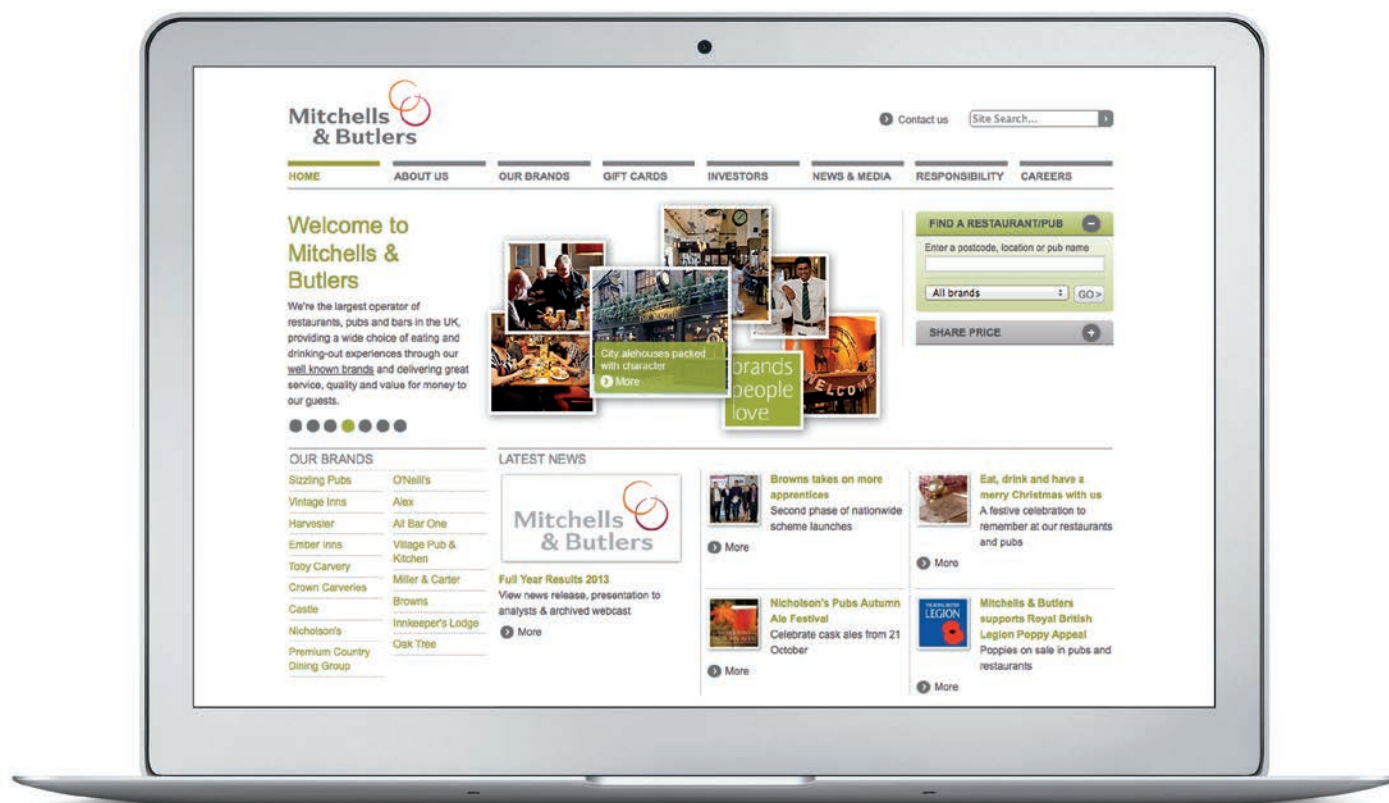 Mitchells
& Butlers
Contact us
Site Search...
HOME
ABOUT US
OUR BRANDS
GIFT CARDS
INVESTORS
NEWS & MEDIA
RESPONSIBILITY
CAREERS
Welcome to
Mitchells &
Butlers
We're the largest operator of
restaurants, pubs and bars in the UK,
providing a wide choice of eating and
drinking-out experiences through our
well known brands and delivering great
service, quality and value for money to
our guests.
City alehouses packed
with character
More
brands
people
love
WELCOME
FIND A RESTAURANT/PUB
Enter a postcode, location or pub name
All brands
GO>
SHARE PRICE
OUR BRANDS
Sizzling Pubs
Vintage Inns
Harvester
Ember Inns
Toby Carvery
Crown Carveries
Castle
Nicholson's
Premium Country
Dining Group
O'Neill's
Alex
All Bar One
Village Pub &
Kitchen
Miller & Carter
Browns
Innkeeper's Lodge
Oak Tree
LATEST NEWS
Mitchells
& Butlers
Full Year Results 2013
View news release, presentation to
analysts & archived webcast
More
Browns takes on more
apprentices
Second phase of nationwide
scheme launches
More
Eat, drink and have a
merry Christmas with us
A festive celebration to
remember at our restaurants
and pubs
More
Nicholson's Pubs Autumn
Ale Festival
Celebrate cask ales from 21
October
More
LEGION
Mitchells & Butlers
supports Royal British
Legion Poppy Appeal
Poppies on sale in pubs and
restaurants
More